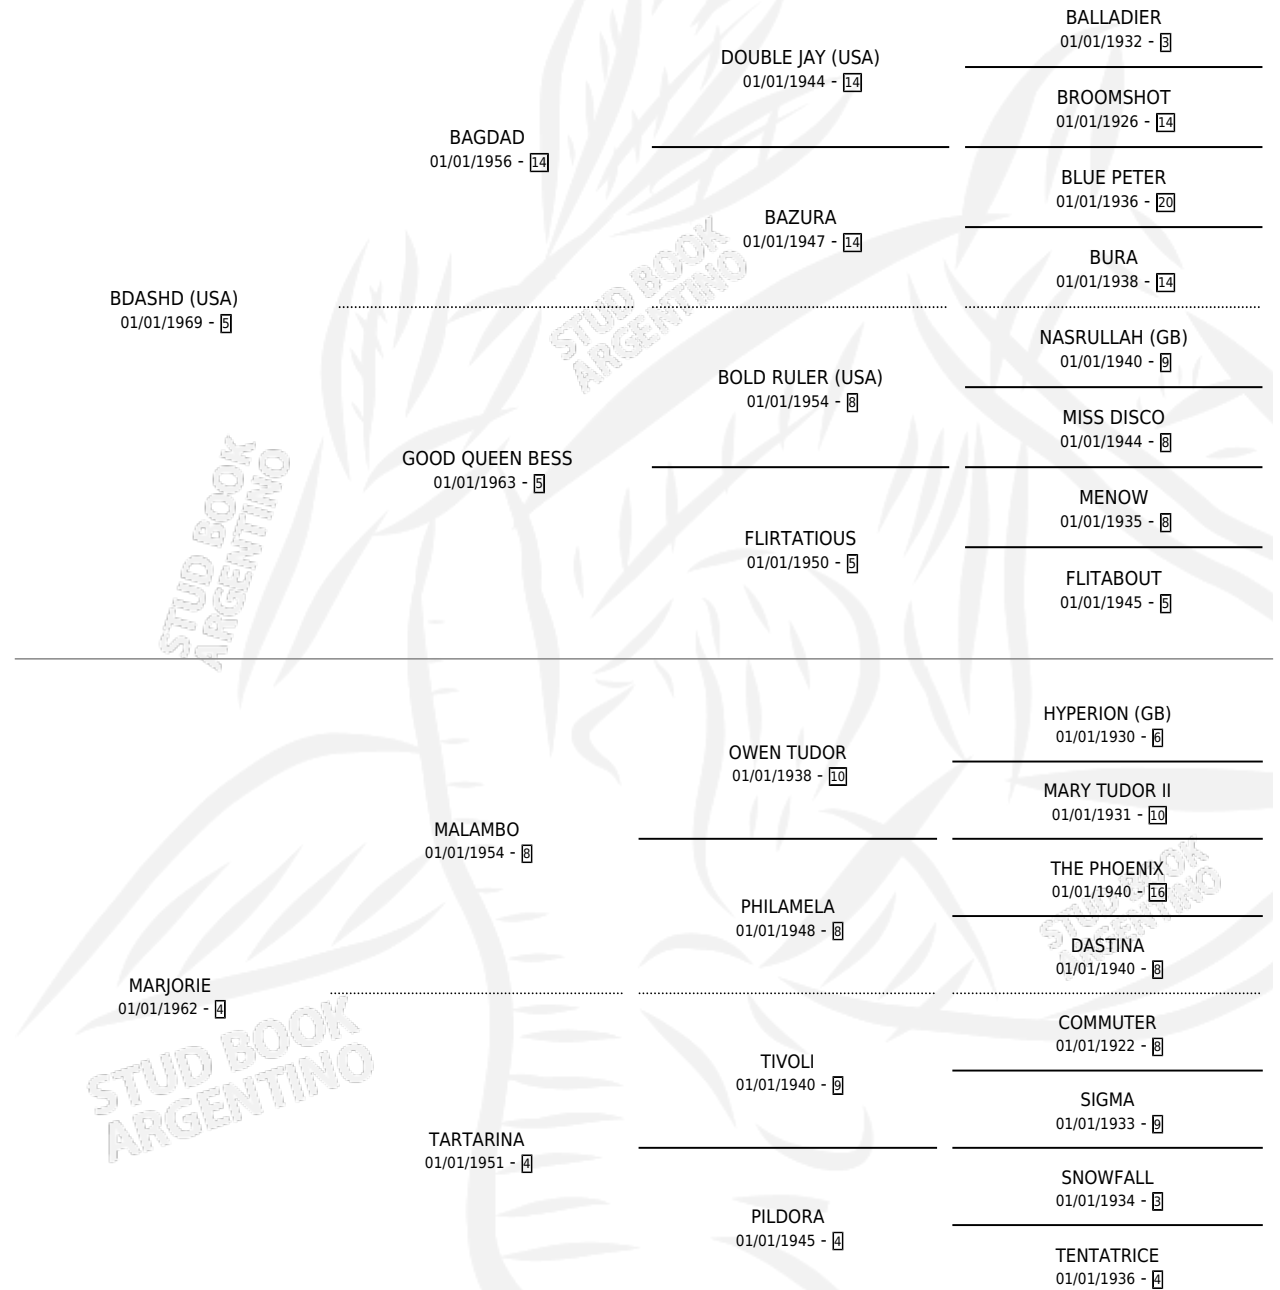 BALLADIER
01/01/1932 - 3
DOUBLE JAY (USA)
01/01/1944 - 14
BROOMSHOT
01/01/1926 - 14
BAGDAD
01/01/1956 - 14
BLUE PETER
01/01/1936 - 20
BAZURA
01/01/1947 - 14
BURA
01/01/1938 - 14
BDASHD (USA)
01/01/1969 - 5
STUD BOOK
ARGENTINO
NASRULLAH (GB)
01/01/1940 - 9
BOLD RULER (USA)
01/01/1954 - 8
MISS DISCO
01/01/1944 - 8
GOOD QUEEN BESS
01/01/1963 - 5
MENOW
01/01/1935 - 8
FLIRTATIOUS
01/01/1950 - 5
FLITABOUT
01/01/1945 - 5
STUD BOOK
ARGENTINO
HYPERION (GB)
01/01/1930 - 6
OWEN TUDOR
01/01/1938 - 10
MARY TUDOR II
01/01/1931 - 10
MALAMBO
01/01/1954 - 8
THE PHOENIX
01/01/1940 - 16
PHILAMELA
01/01/1948 - 8
STUD BOOK
ARGENTINO
DASTINA
01/01/1940 - 8
MARJORIE
01/01/1962 - 4
STUD BOOK
ARGENTINO
COMMUTER
01/01/1922 - 8
TIVOLI
01/01/1940 - 9
SIGMA
01/01/1933 - 9
TARTARINA
01/01/1951 - 4
SNOWFALL
01/01/1934 - 3
PILDORA
01/01/1945 - 4
TENTATRICE
01/01/1936 - 4